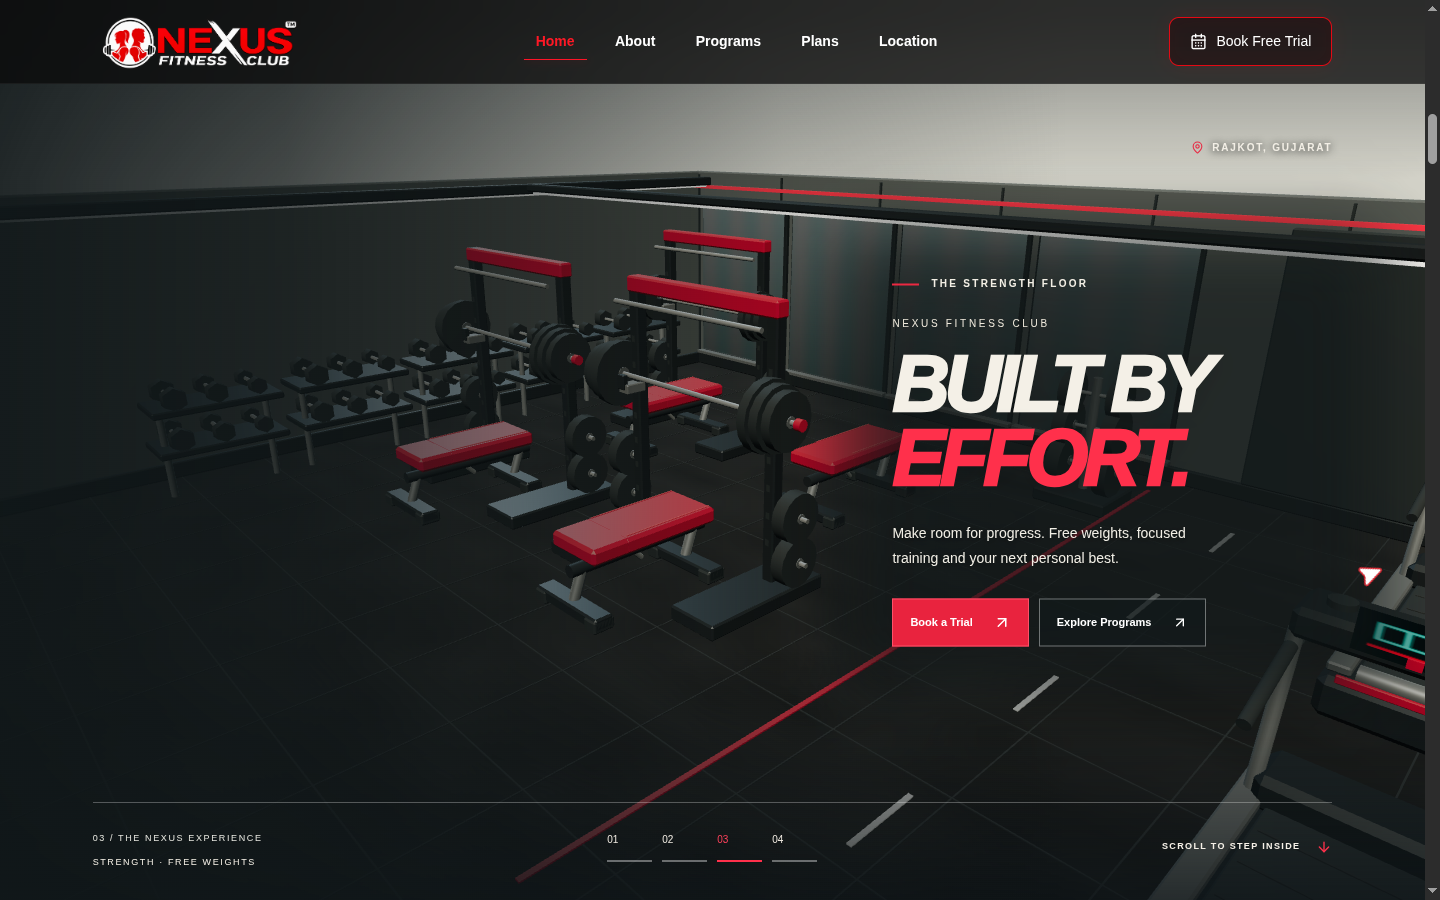 NEXUS
TM
FITNESS CLUB
Home
About
Programs
Plans
Location
Book Free Trial
RAJKOT, GUJARAT
THE STRENGTH FLOOR
NEXUS FITNESS CLUB
BUILT BY
EFFORT.
Make room for progress. Free weights, focused
training and your next personal best.
Book a Trial
Explore Programs
03 / THE NEXUS EXPERIENCE
STRENGTH · FREE WEIGHTS
01
02
03
04
SCROLL TO STEP INSIDE